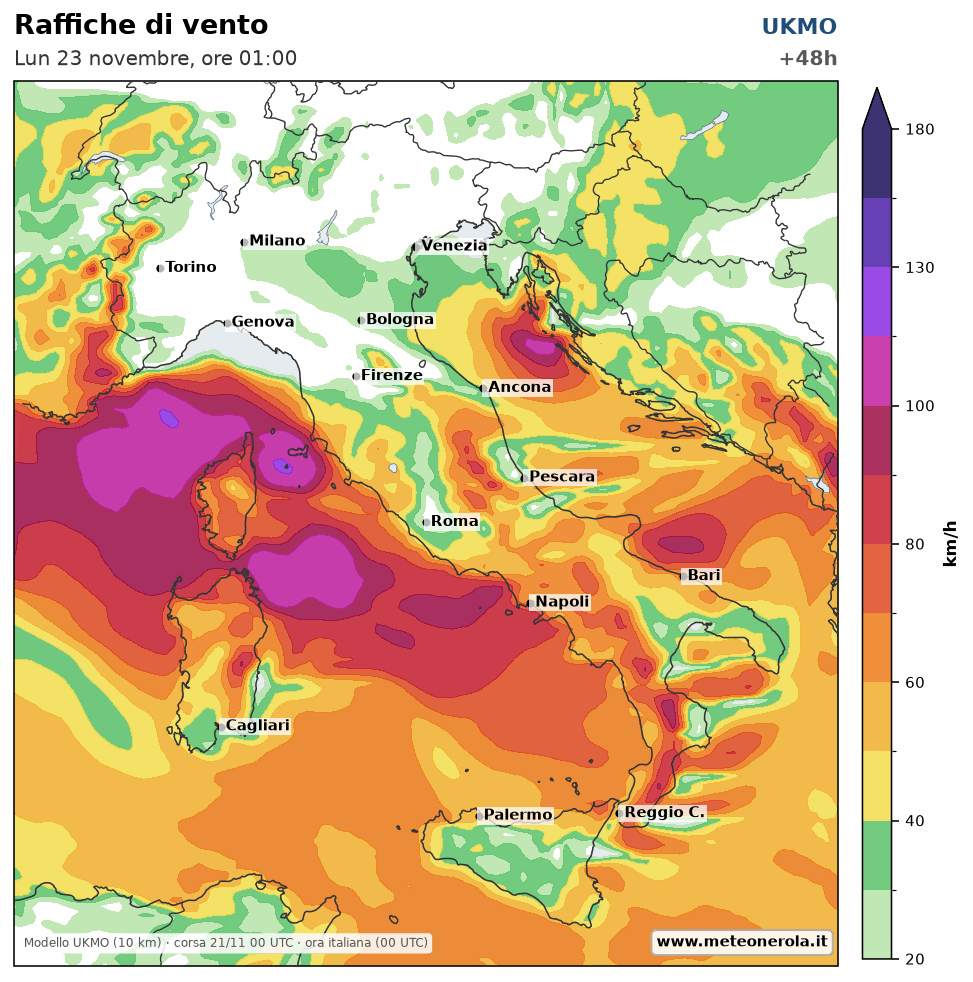 Raffiche di vento
UKMO
Lun 23 novembre, ore 01:00
+48h
180
130
100
80
60
40
20
km/h
Milano
Venezia
Torino
Genova
Bologna
Firenze
Ancona
Pescara
Roma
Bari
Napoli
Cagliari
Palermo
Reggio C.
Modello UKMO (10 km) · corsa 21/11 00 UTC · ora italiana (00 UTC)
www.meteonerola.it